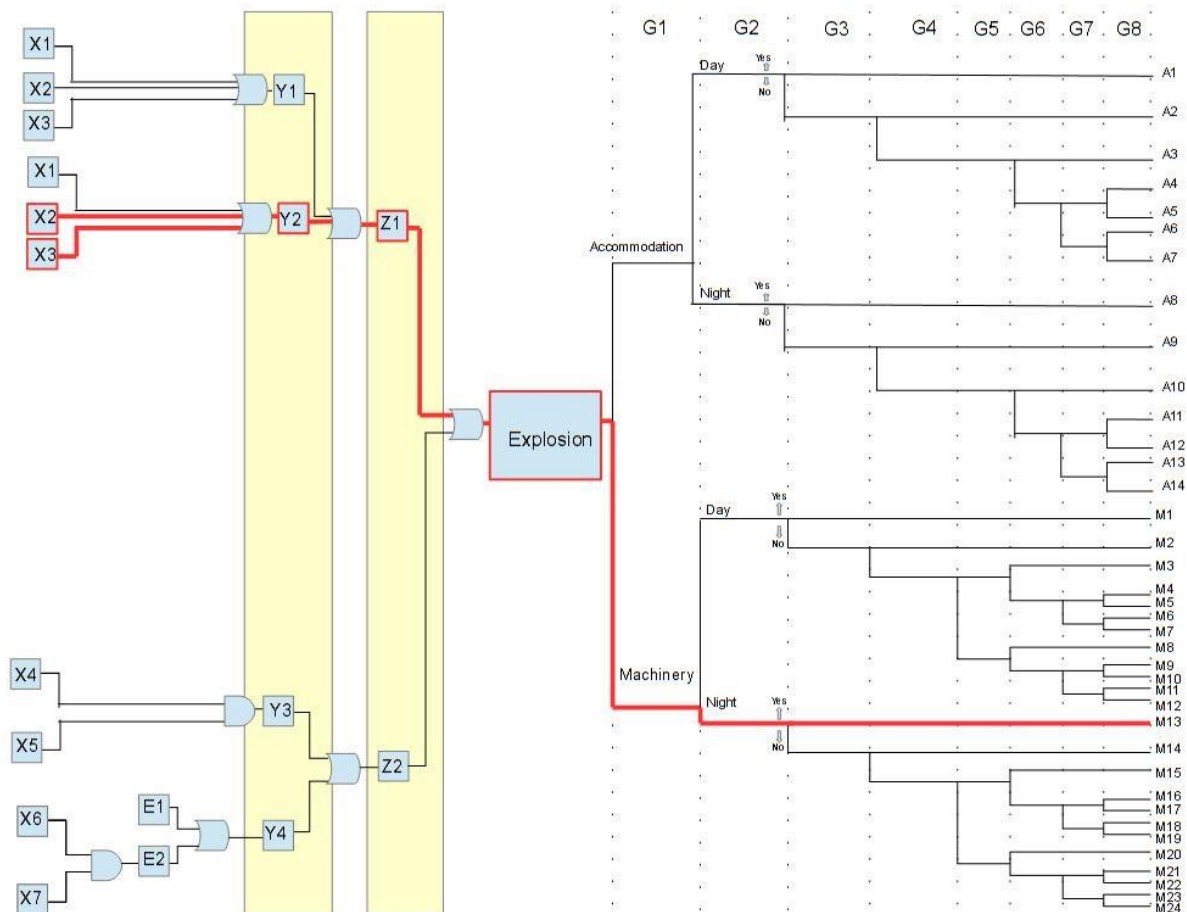 G1 G2 G3 G4 G5 G6 G7 G8
X1
X2
X3
Y1
X1
X2
X3
Y2
Z1
Explosion
X4
X5
Y3
Z2
E1
X6
E2
Y4
X7
Accommodation
Day
Yes
No
A1
A2
A3
A4
A5
A6
A7
Night
Yes
No
A8
A9
A10
A11
A12
A13
A14
Machinery
Day
Yes
No
M1
M2
M3
M4
M5
M6
M7
M8
M9
M10
M11
M12
Night
Yes
No
M13
M14
M15
M16
M17
M18
M19
M20
M21
M22
M23
M24